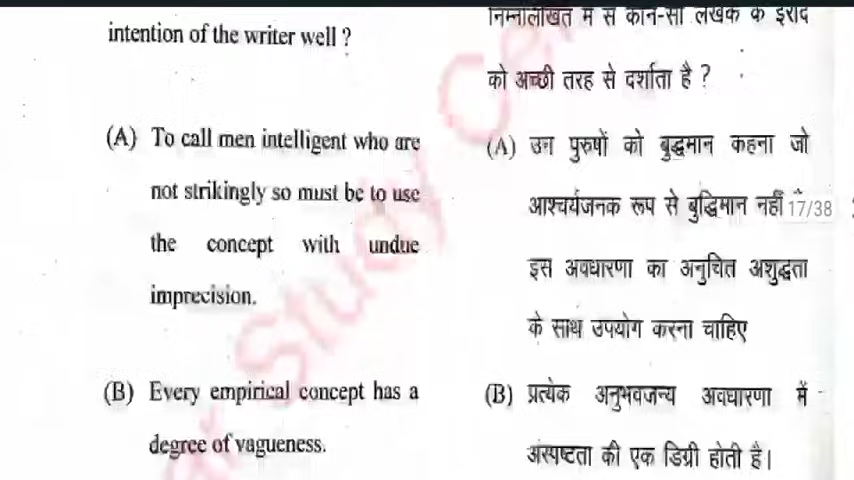 intention of the writer well ?
(A) To call men intelligent who are
not strikingly so must be to use
the concept with undue
imprecision.
(B) Every empirical concept has a
degree of vagueness.
निम्नलिखित में से कौन-सा लेखक के इरादे
को अच्छी तरह से दर्शाता है ?
(A) उन पुरुषों को बुद्धमान कहना जो
आश्चर्यजनक रूप से बुद्धिमान नहीं
17/38
इस अवधारणा का अनुचित अशुद्धता
के साथ उपयोग करना चाहिए
(B) प्रत्येक अनुभवजन्य अवधारणा में
अस्पष्टता की एक डिग्री होती है।
Study